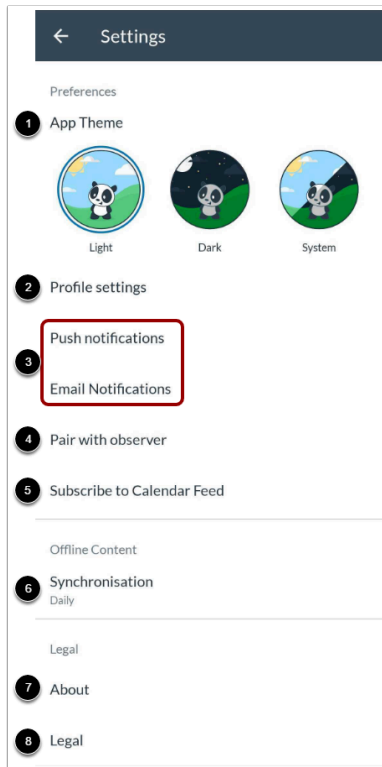 Settings
Preferences
1 App Theme
Light Dark System
2 Profile settings
Push notifications
3
Email Notifications
4 Pair with observer
5 Subscribe to Calendar Feed
Offline Content
6 Synchronisation
Daily
Legal
7 About
8 Legal